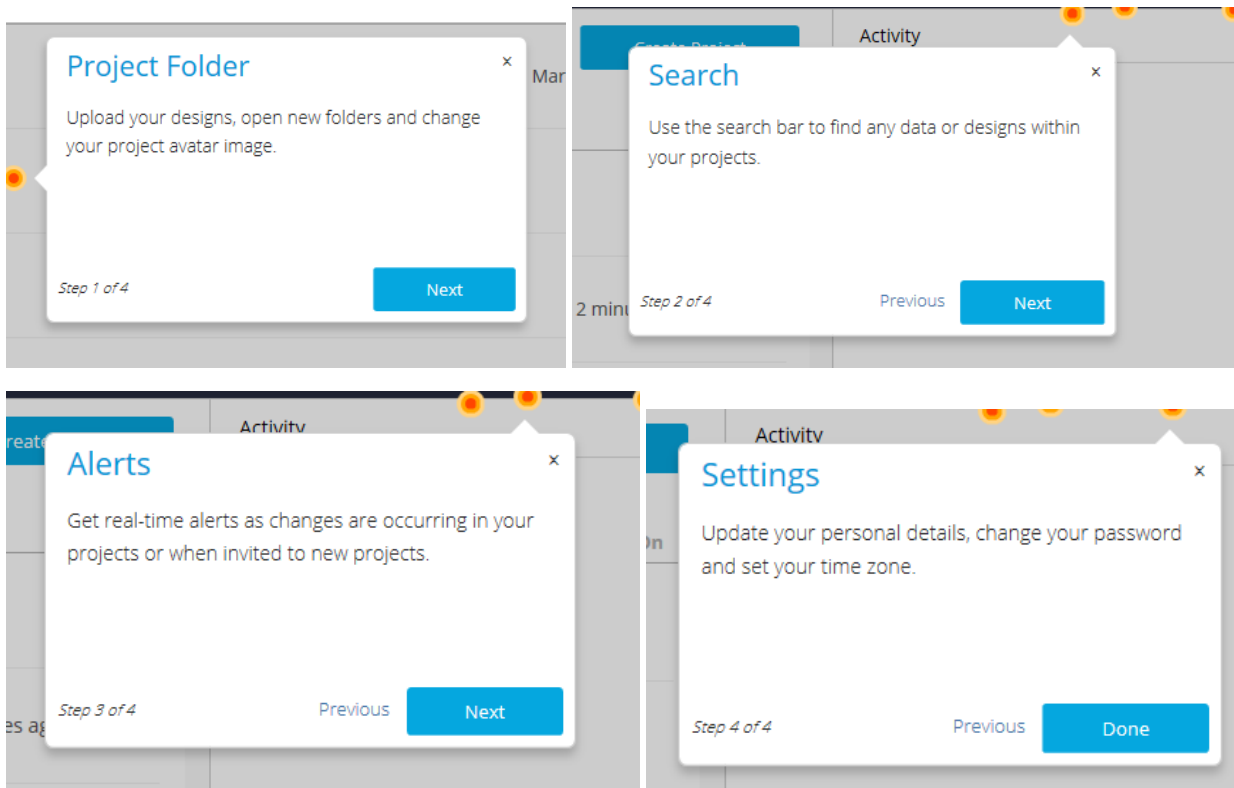 Project Folder
×
Mar
Upload your designs, open new folders and change
your project avatar image.
Step 1 of 4
Next
Create Project
Activity
Search
×
Use the search bar to find any data or designs within
your projects.
2 minu
Step 2 of 4
Previous
Next
reate
Activity
Alerts
×
Get real-time alerts as changes are occurring in your
projects or when invited to new projects.
es ag
Step 3 of 4
Previous
Next
Activity
Settings
×
On
Update your personal details, change your password
and set your time zone.
Step 4 of 4
Previous
Done